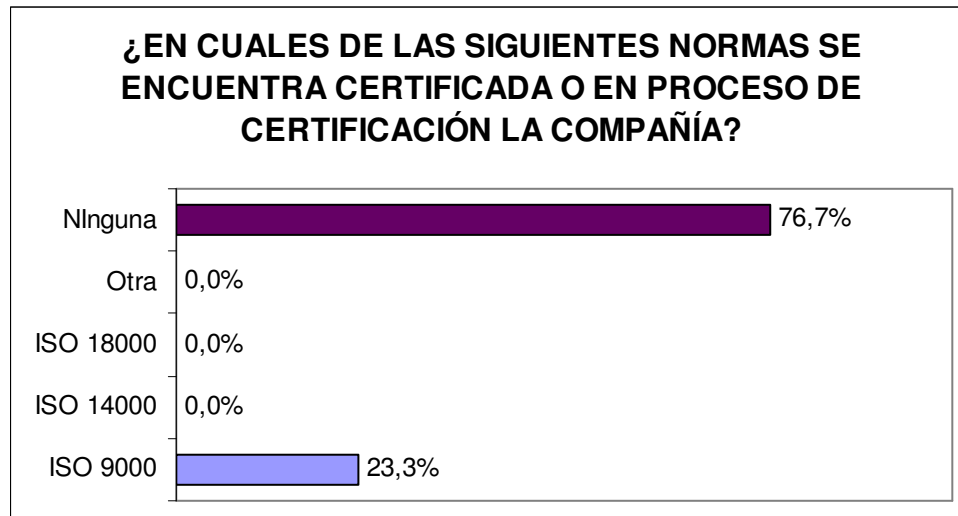 ¿EN CUALES DE LAS SIGUIENTES NORMAS SE
ENCUENTRA CERTIFICADA O EN PROCESO DE
CERTIFICACIÓN LA COMPAÑÍA?
NInguna 76,7%
Otra 0,0%
ISO 18000 0,0%
ISO 14000 0,0%
ISO 9000 23,3%